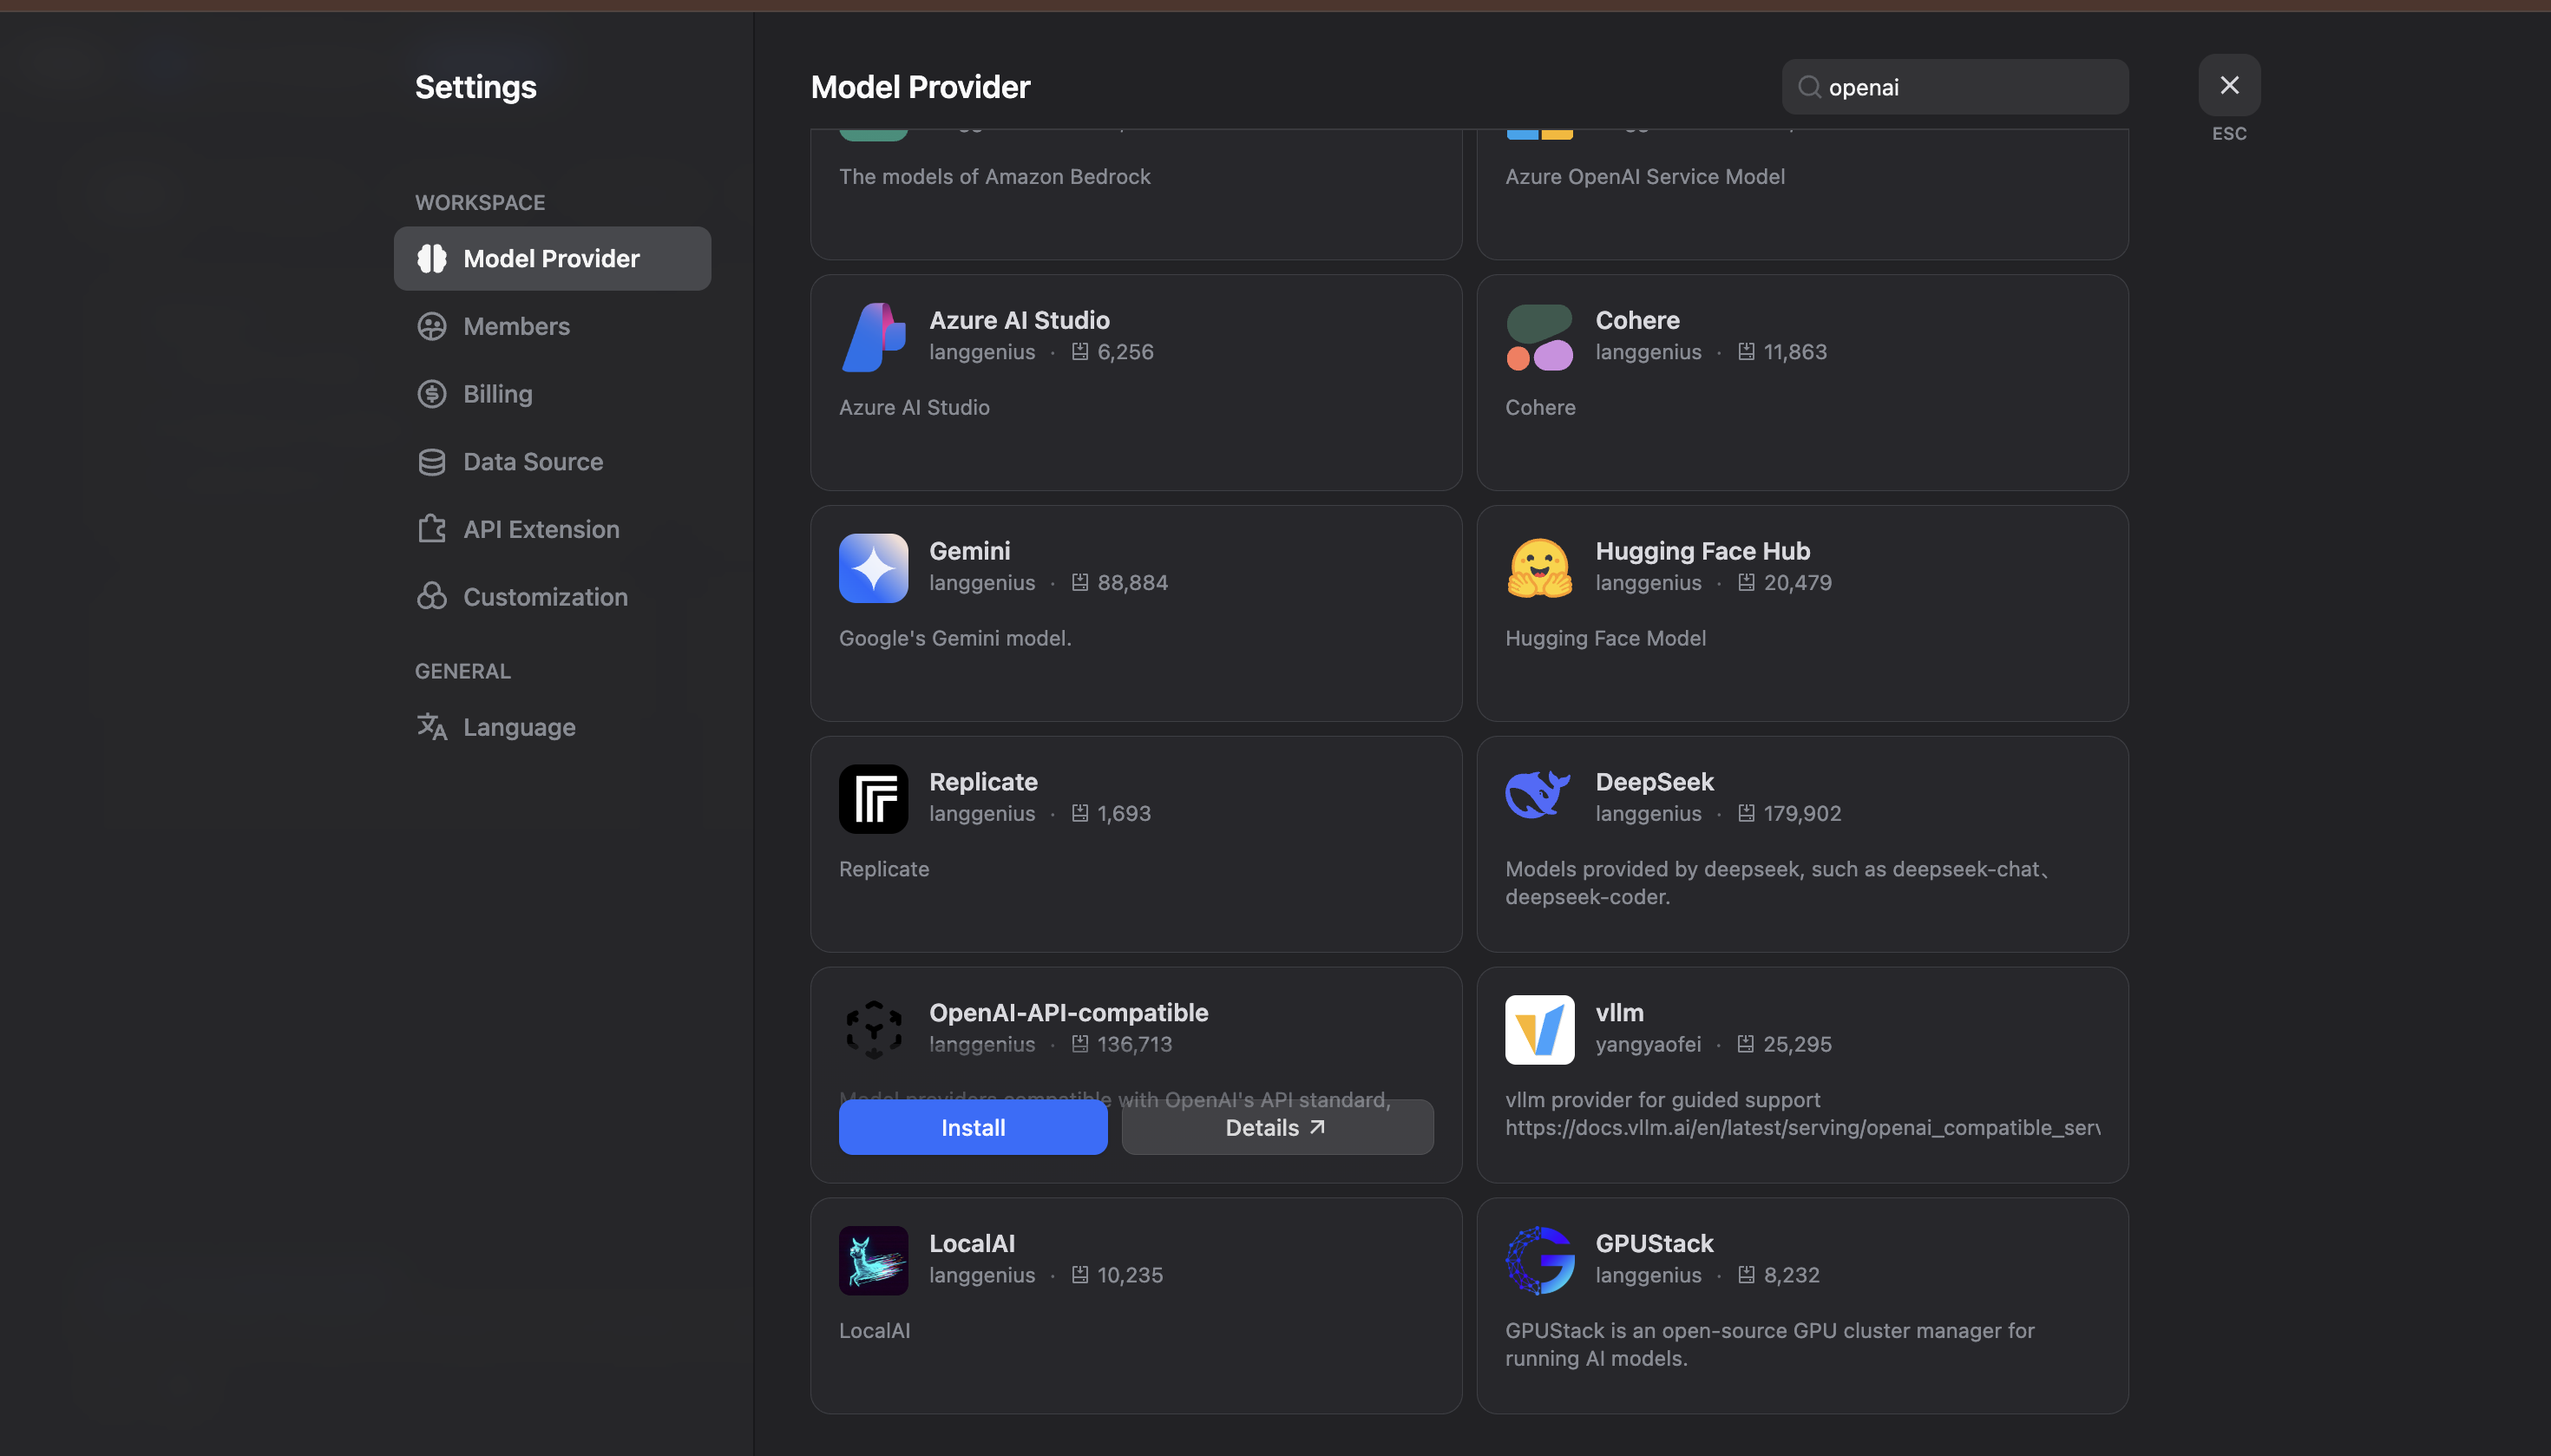 Settings
WORKSPACE
Model Provider
Members
Billing
Data Source
API Extension
Customization
GENERAL
Language
Model Provider
openai
ESC
The models of Amazon Bedrock
Azure OpenAI Service Model
Azure AI Studio
langgenius · 6,256
Azure AI Studio
Cohere
langgenius · 11,863
Cohere
Gemini
langgenius · 88,884
Google's Gemini model.
Hugging Face Hub
langgenius · 20,479
Hugging Face Model
Replicate
langgenius · 1,693
Replicate
DeepSeek
langgenius · 179,902
Models provided by deepseek, such as deepseek-chat、
deepseek-coder.
OpenAI-API-compatible
langgenius · 136,713
Model providers compatible with OpenAI's API standard,
Install
Details
vllm
yangyaofei · 25,295
vllm provider for guided support
https://docs.vllm.ai/en/latest/serving/openai_compatible_serv
LocalAI
langgenius · 10,235
LocalAI
GPUStack
langgenius · 8,232
GPUStack is an open-source GPU cluster manager for
running AI models.